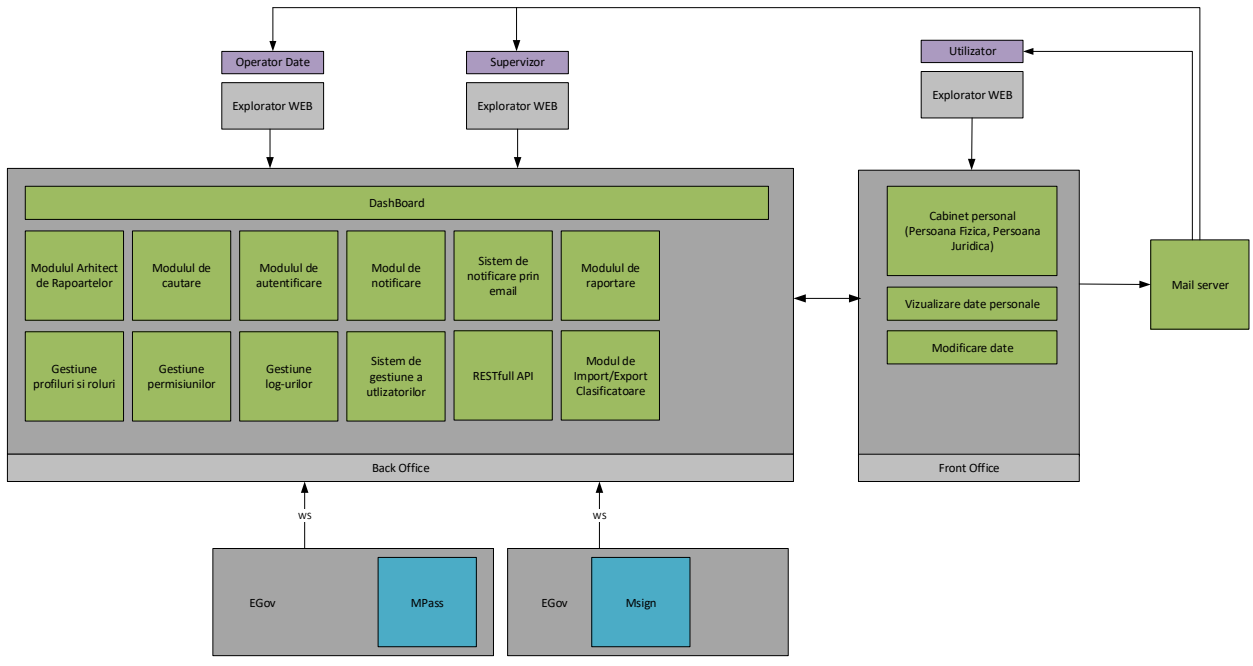 Operator Date
Supervizor
Utilizator
Explorator WEB
Explorator WEB
Explorator WEB
DashBoard
Modulul Arhitect
de Rapoartelor
Modulul de
cautare
Modulul de
autentificare
Modul de
notificare
Sistem de
notificare prin
email
Modulul de
raportare
Gestiune
profiluri si roluri
Gestiune
permisiunilor
Gestiune
log-urilor
Sistem de
gestiune a
utlizatorilor
RESTfull API
Modul de
Import/Export
Clasificatoare
Back Office
Cabinet personal
(Persoana Fizica, Persoana
Juridica)
Vizualizare date personale
Modificare date
Front Office
Mail server
ws
ws
EGov
MPass
EGov
Msign